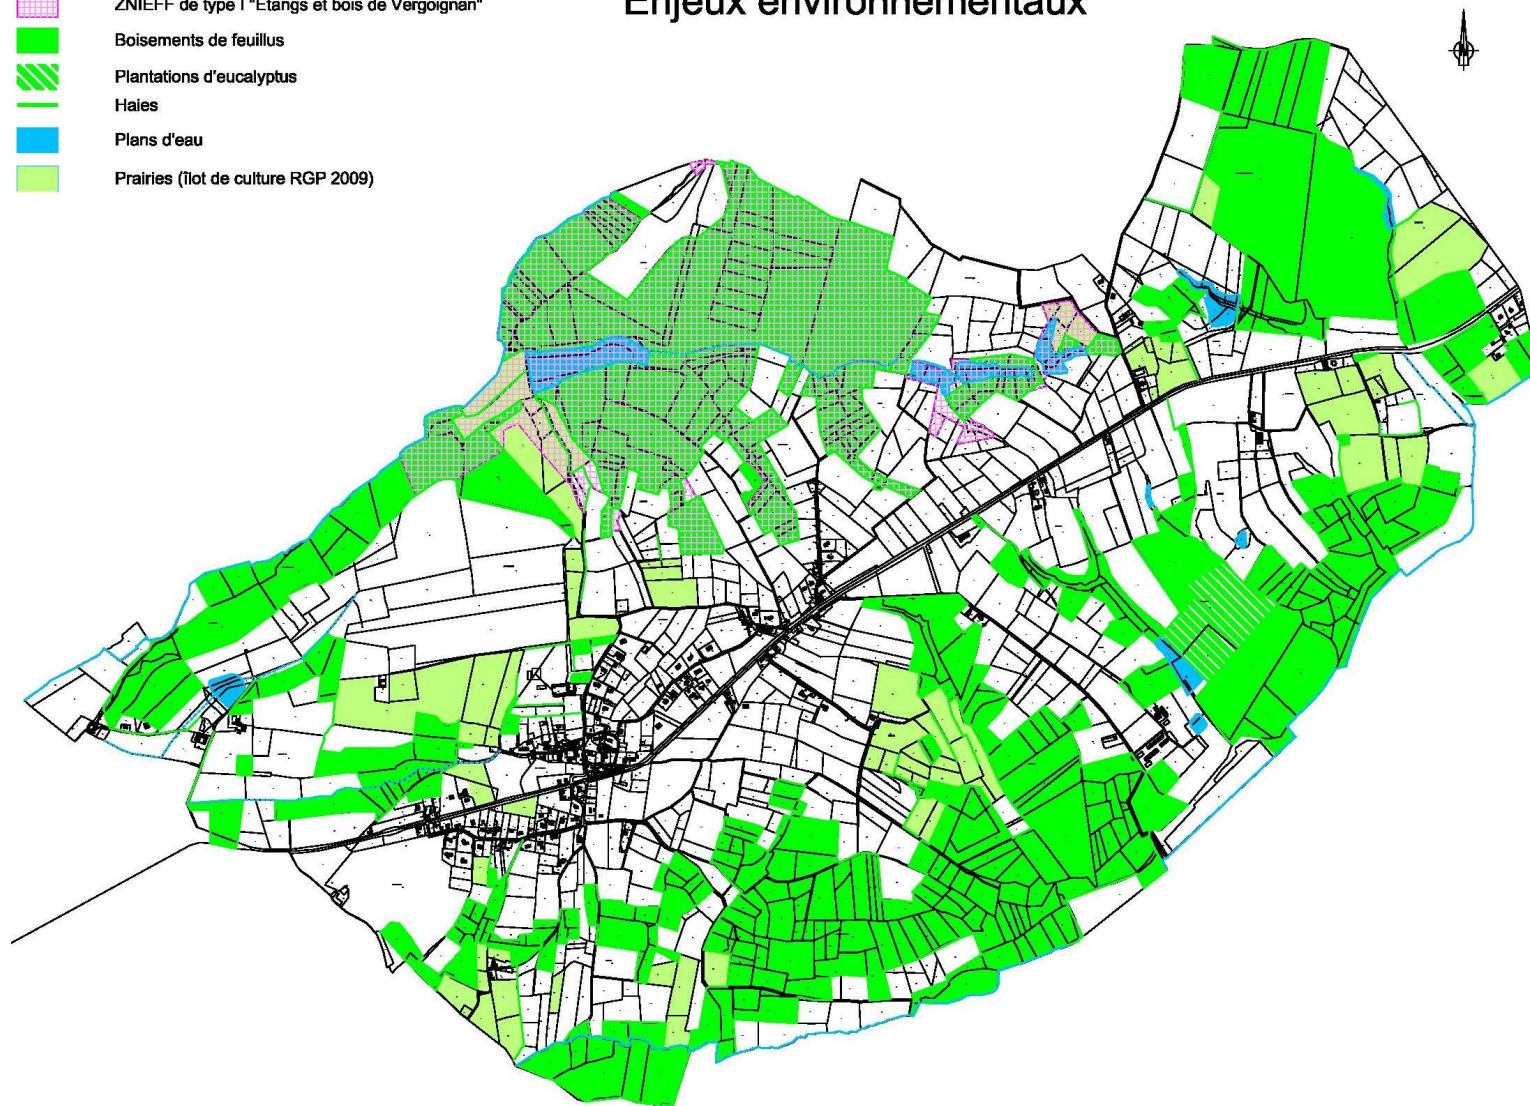 ZNIEFF de type I "Etangs et bois de Vergoignan"
Enjeux environnementaux
Boisements de feuillus
Plantations d'eucalyptus
Haies
Plans d'eau
Prairies (îlot de culture RGP 2009)